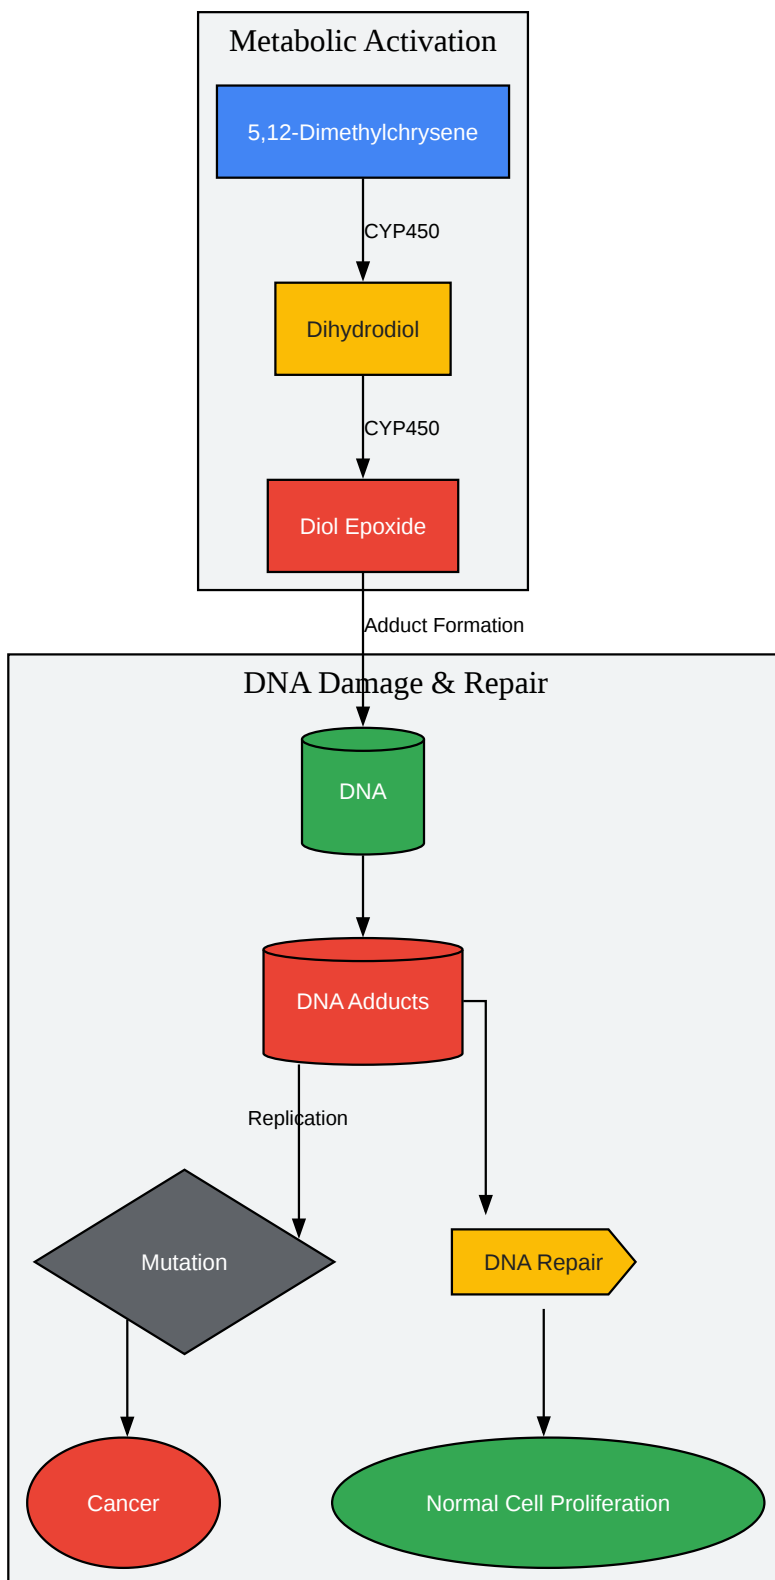 Metabolic Activation
5,12-Dimethylchrysene
CYP450
Dihydrodiol
CYP450
Diol Epoxide
Adduct Formation
DNA Damage & Repair
DNA
DNA Adducts
Replication
Mutation
DNA Repair
Cancer
Normal Cell Proliferation